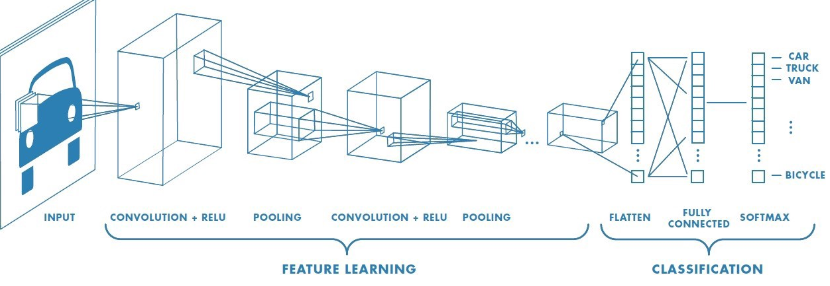 CAR
TRUCK
VAN
BICYCLE
INPUT
CONVOLUTION + RELU
POOLING
CONVOLUTION + RELU
POOLING
FLATTEN
FULLY
CONNECTED
SOFTMAX
FEATURE LEARNING
CLASSIFICATION